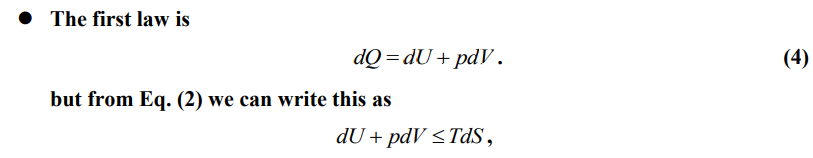 ● The first law is
dQ = dU + pdV . (4)
but from Eq. (2) we can write this as
dU + pdV ≤ TdS ,